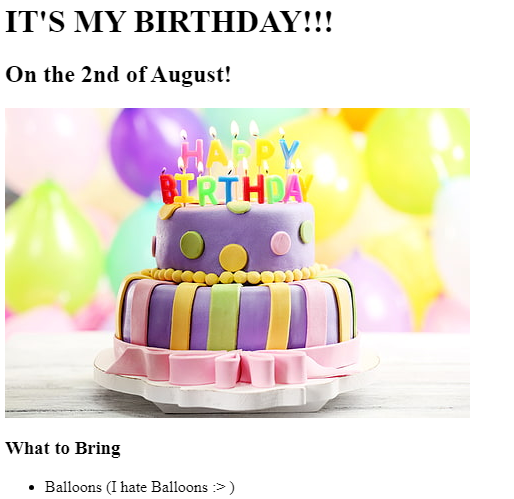 IT'S MY BIRTHDAY!!!
On the 2nd of August!
HAPPY
BIRTHDAY
What to Bring
Balloons (I hate Balloons :> )